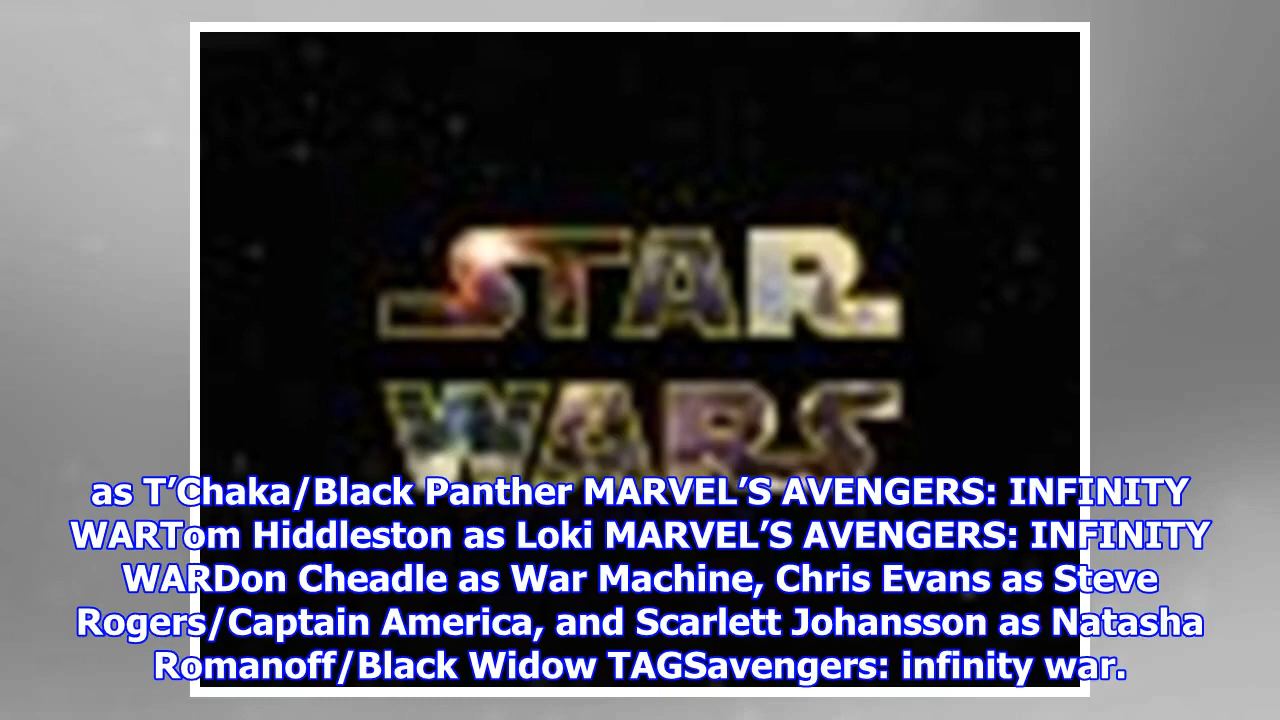 STAR
WARS
as T’Chaka/Black Panther MARVEL’S AVENGERS: INFINITY
WARTom Hiddleston as Loki MARVEL’S AVENGERS: INFINITY
WARDon Cheadle as War Machine, Chris Evans as Steve
Rogers/Captain America, and Scarlett Johansson as Natasha
Romanoff/Black Widow TAGSavengers: infinity war.